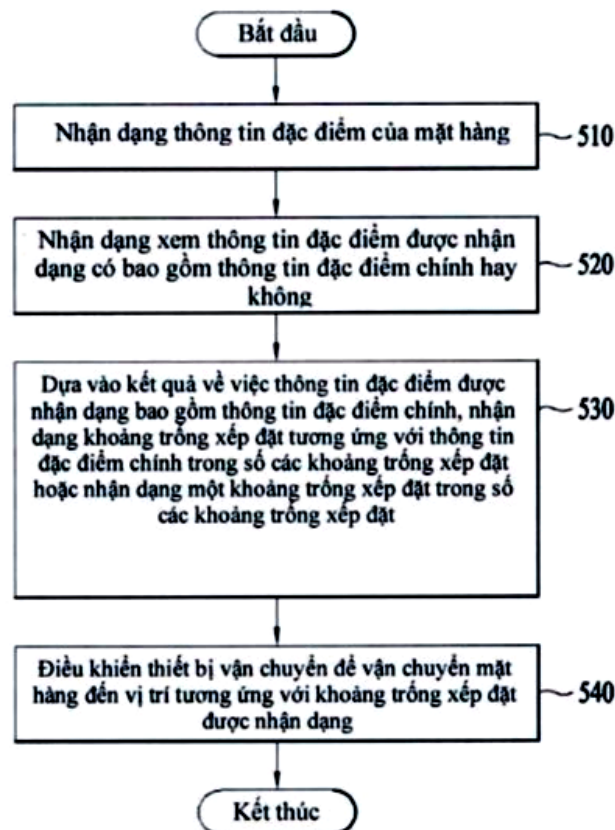 Bắt đầu
Nhận dạng thông tin đặc điểm của mặt hàng
510
Nhận dạng xem thông tin đặc điểm được nhận
dạng có bao gồm thông tin đặc điểm chính hay
không
520
Dựa vào kết quả về việc thông tin đặc điểm được
nhận dạng bao gồm thông tin đặc điểm chính, nhận
dạng khoảng trống xếp đặt tương ứng với thông tin
đặc điểm chính trong số các khoảng trống xếp đặt
hoặc nhận dạng một khoảng trống xếp đặt trong số
các khoảng trống xếp đặt
530
Điều khiển thiết bị vận chuyển để vận chuyển mặt
hàng đến vị trí tương ứng với khoảng trống xếp đặt
được nhận dạng
540
Kết thúc